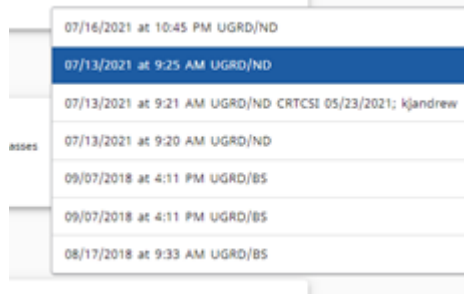 07/16/2021 at 10:45 PM UGRD/ND
07/13/2021 at 9:25 AM UGRD/ND
07/13/2021 at 9:21 AM UGRD/ND CRTCSI 05/23/2021; kjandrew
asses
07/13/2021 at 9:20 AM UGRD/ND
09/07/2018 at 4:11 PM UGRD/BS
09/07/2018 at 4:11 PM UGRD/BS
08/17/2018 at 9:33 AM UGRD/BS